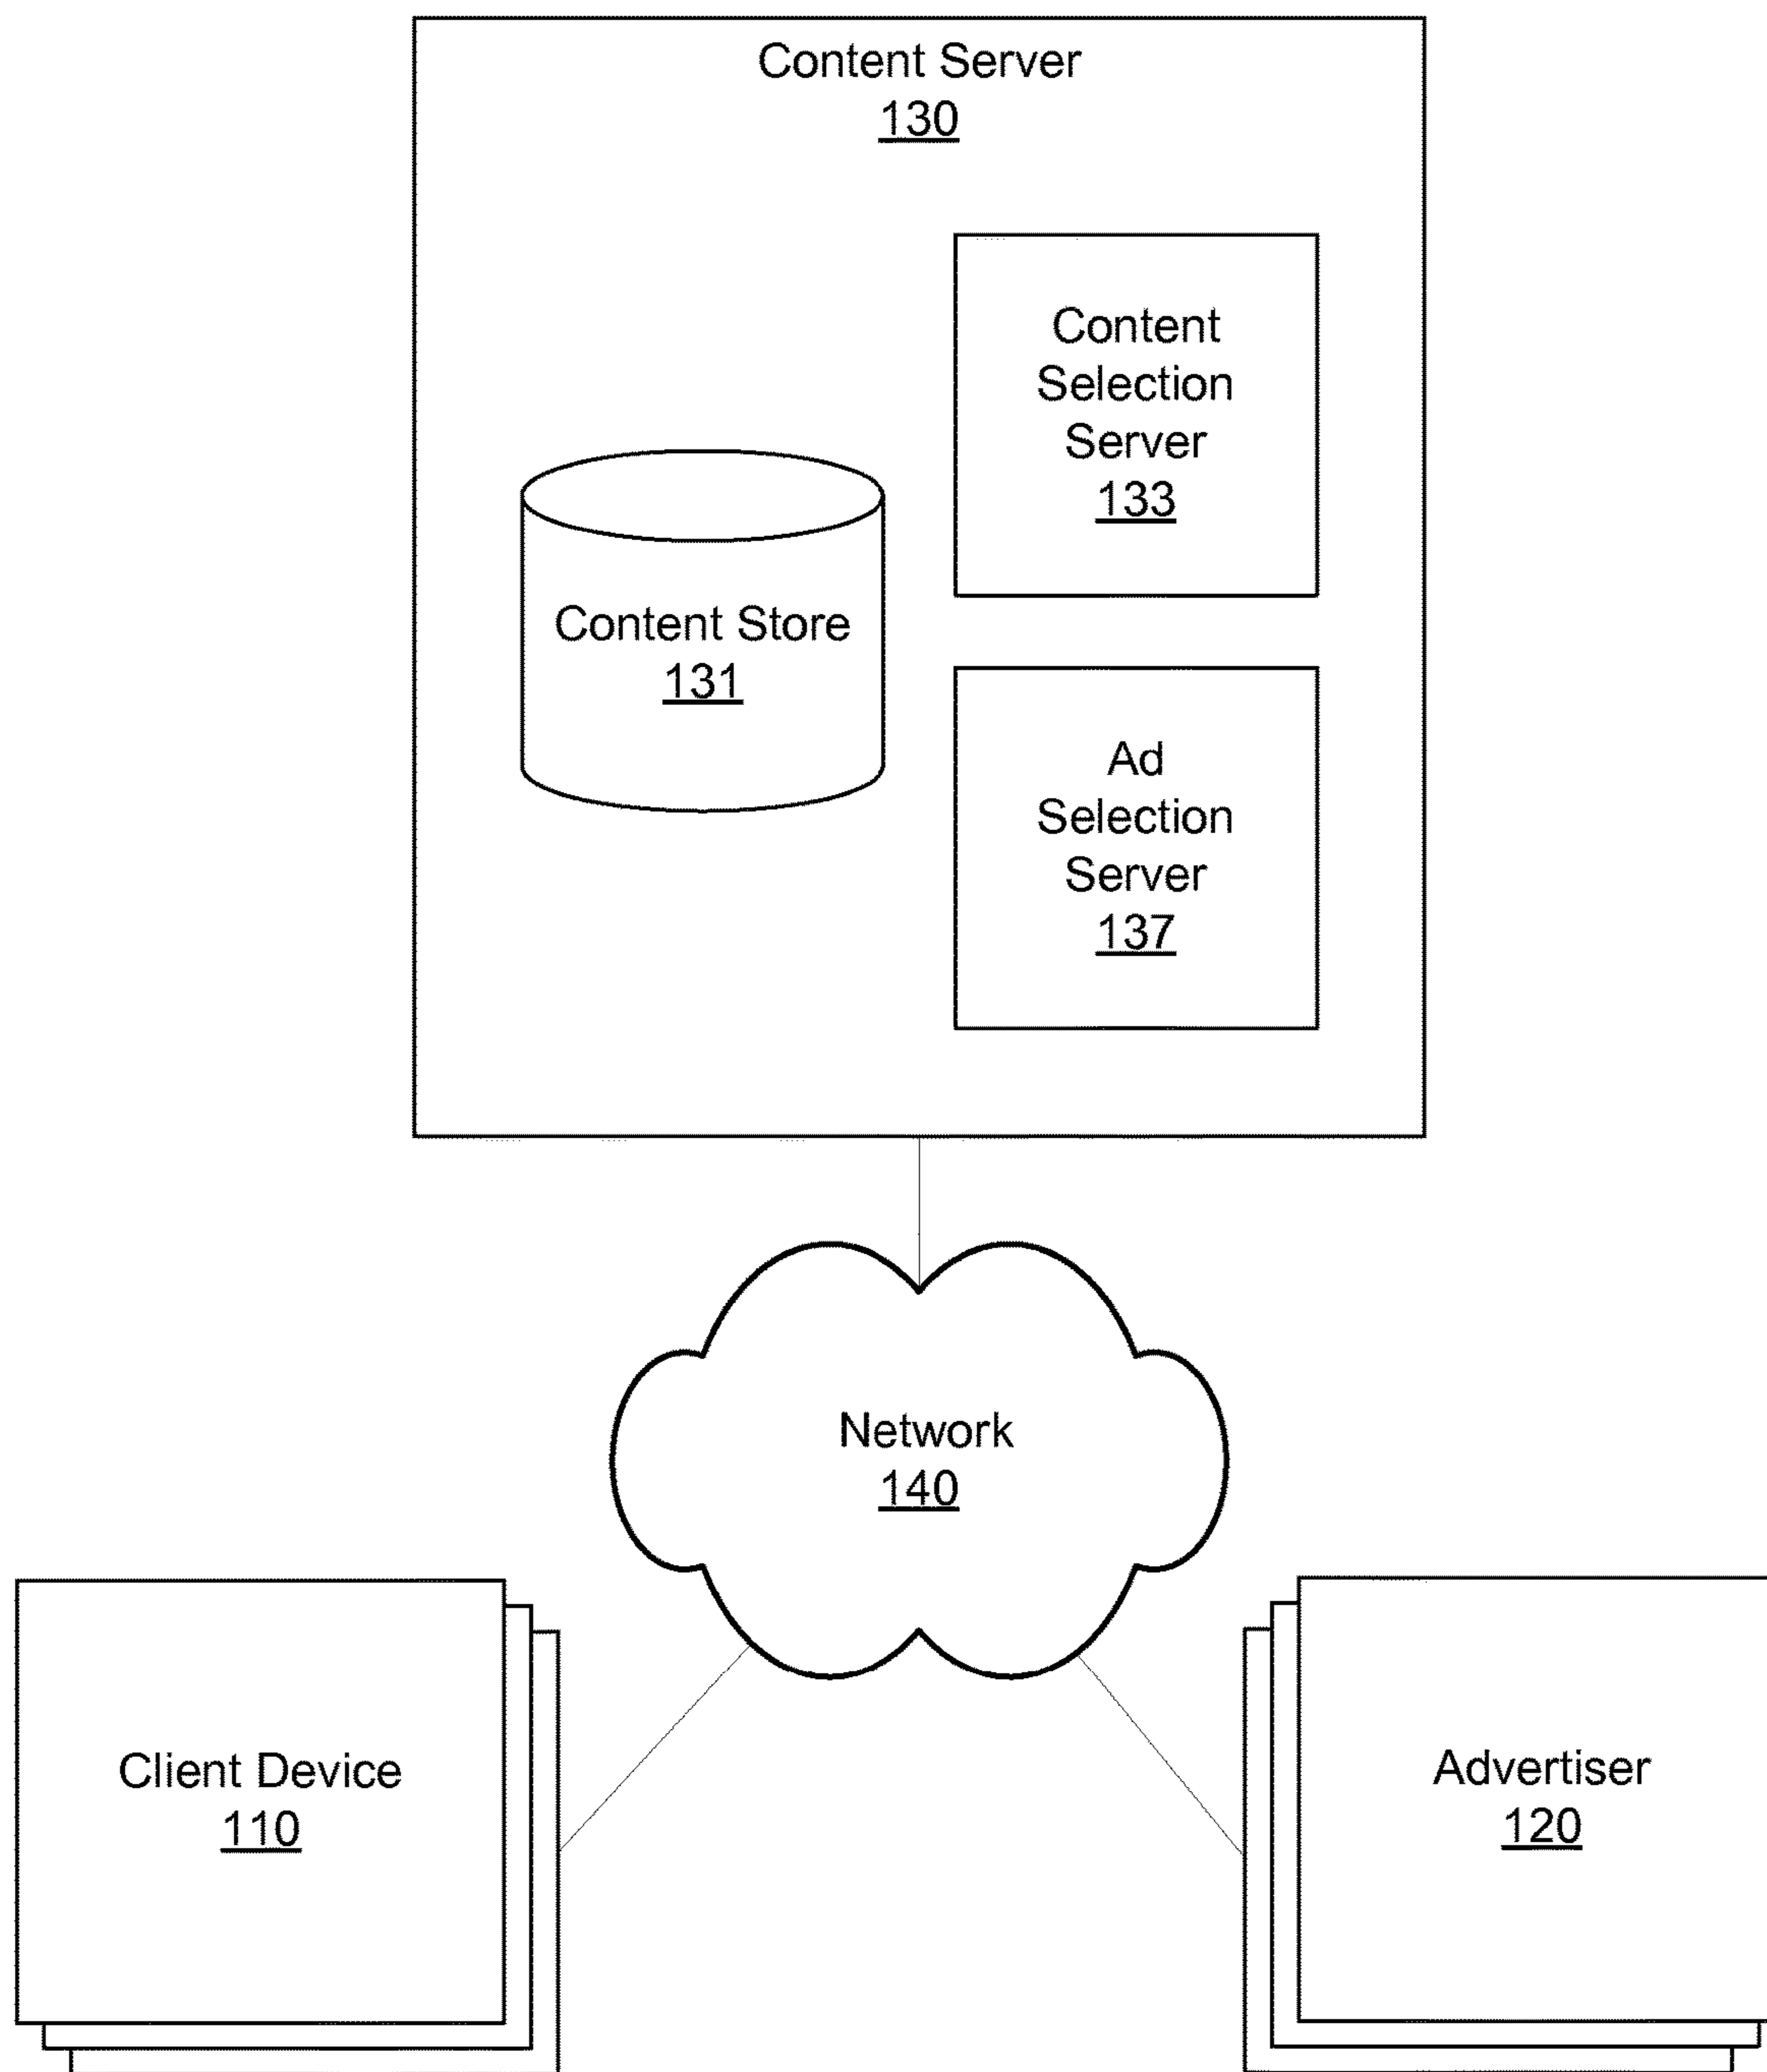 Content Server
130
Content
Selection
Server
133
Content Store
131
Ad
Selection
Server
137
Network
140
Client Device
110
Advertiser
120